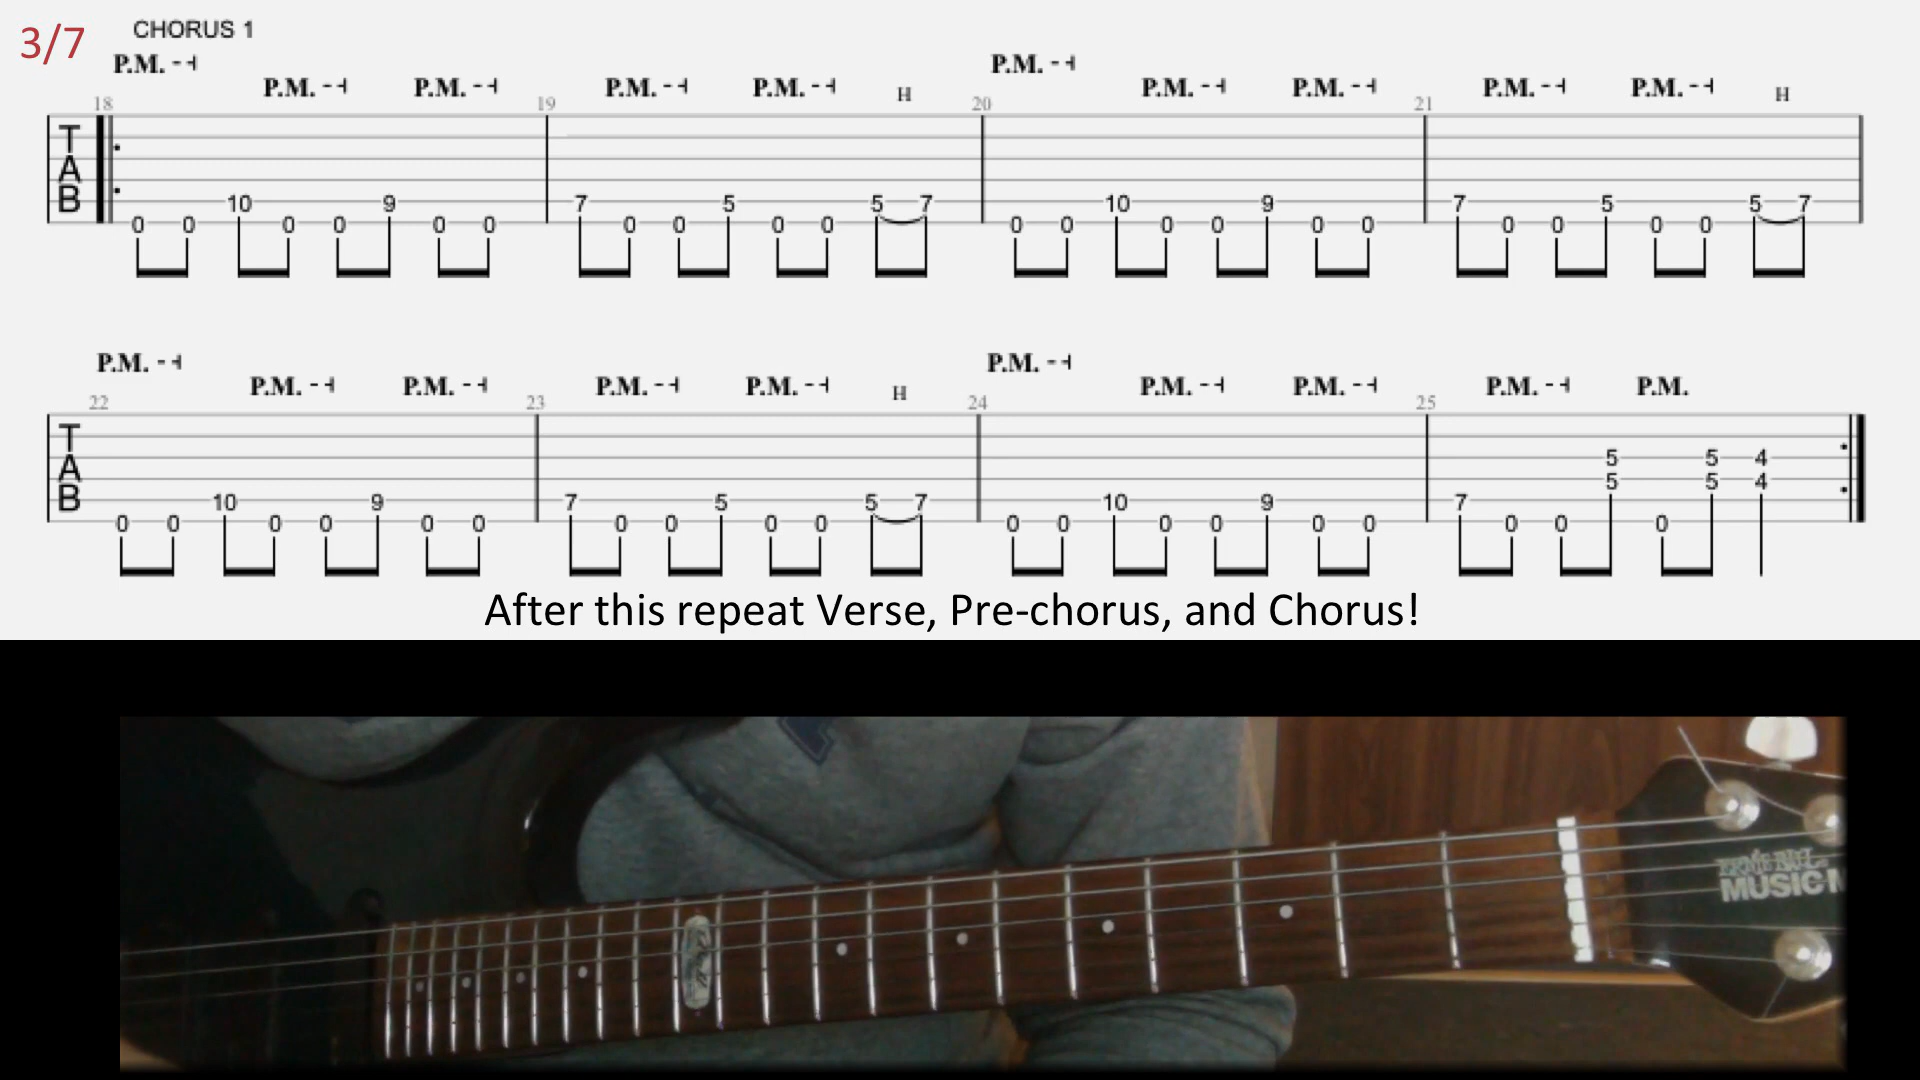 3/7
CHORUS 1
P.M. - ⊣ P.M. - ⊣
P.M. - ⊣ P.M. - ⊣ P.M. - ⊣ P.M. - ⊣ H P.M. - ⊣ P.M. - ⊣ P.M. - ⊣ P.M. - ⊣ H
18 19 20 21
T
A
B
10 9 7 5 5 7 10 9 7 5 5 7
0 0 0 0 0 0 0 0 0 0 0 0 0 0 0 0 0 0 0 0
P.M. - ⊣ P.M. - ⊣
P.M. - ⊣ P.M. - ⊣ P.M. - ⊣ P.M. - ⊣ H P.M. - ⊣ P.M. - ⊣ P.M. - ⊣ P.M.
22 23 24 25
T
A
B
5 5 4
5 5 4
10 9 7 5 5 7 10 9 7
0 0 0 0 0 0 0 0 0 0 0 0 0 0 0 0 0 0 0
After this repeat Verse, Pre-chorus, and Chorus!
ERNIE BALL
MUSIC M